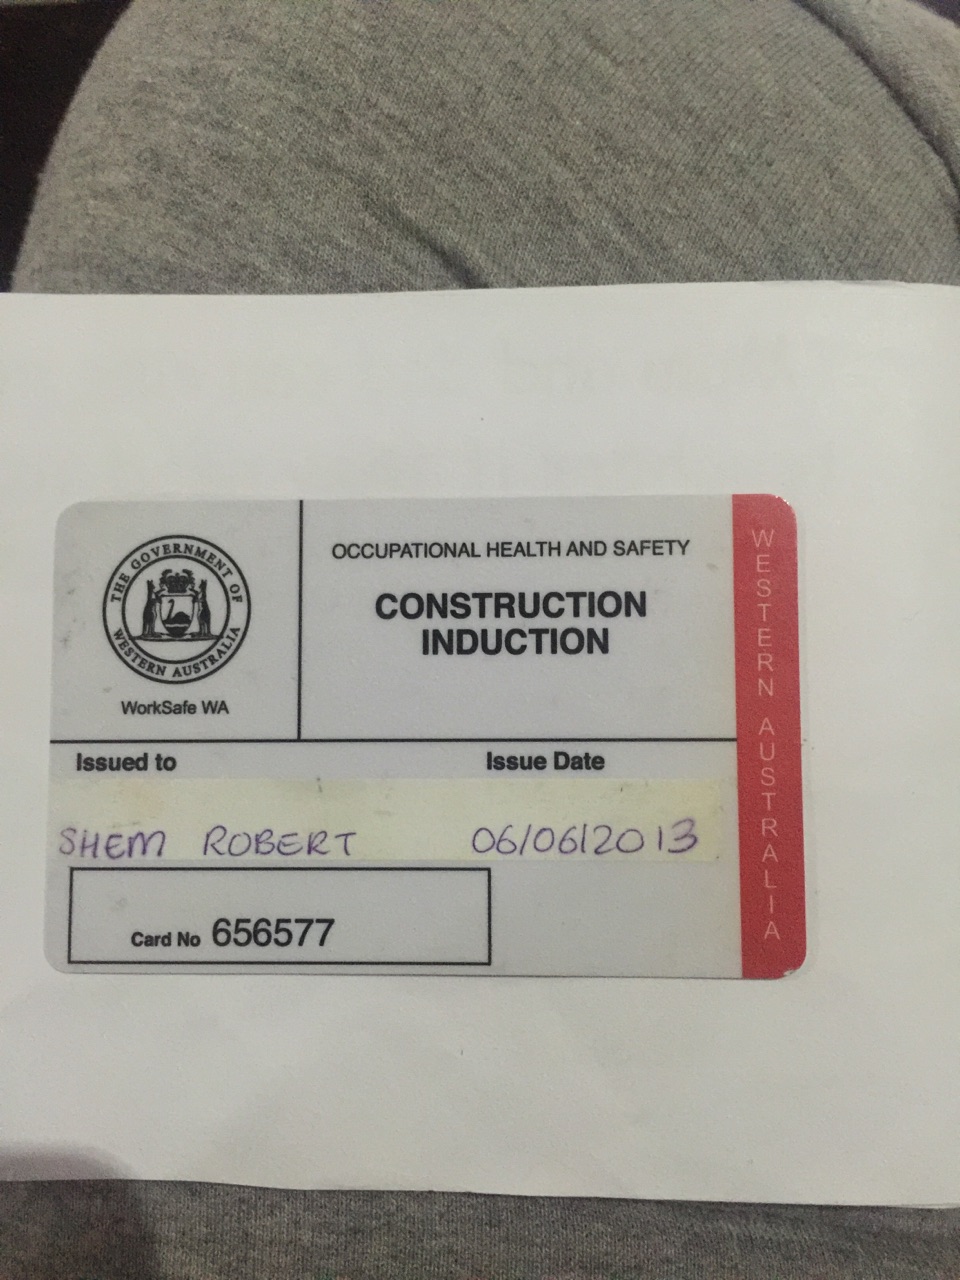 THE GOVERNMENT OF
WESTERN AUSTRALIA
WorkSafe WA
OCCUPATIONAL HEALTH AND SAFETY
CONSTRUCTION
INDUCTION
Issued to
Issue Date
SHEM ROBERT
06/06/2013
Card No 656577
WESTERN AUSTRALIA